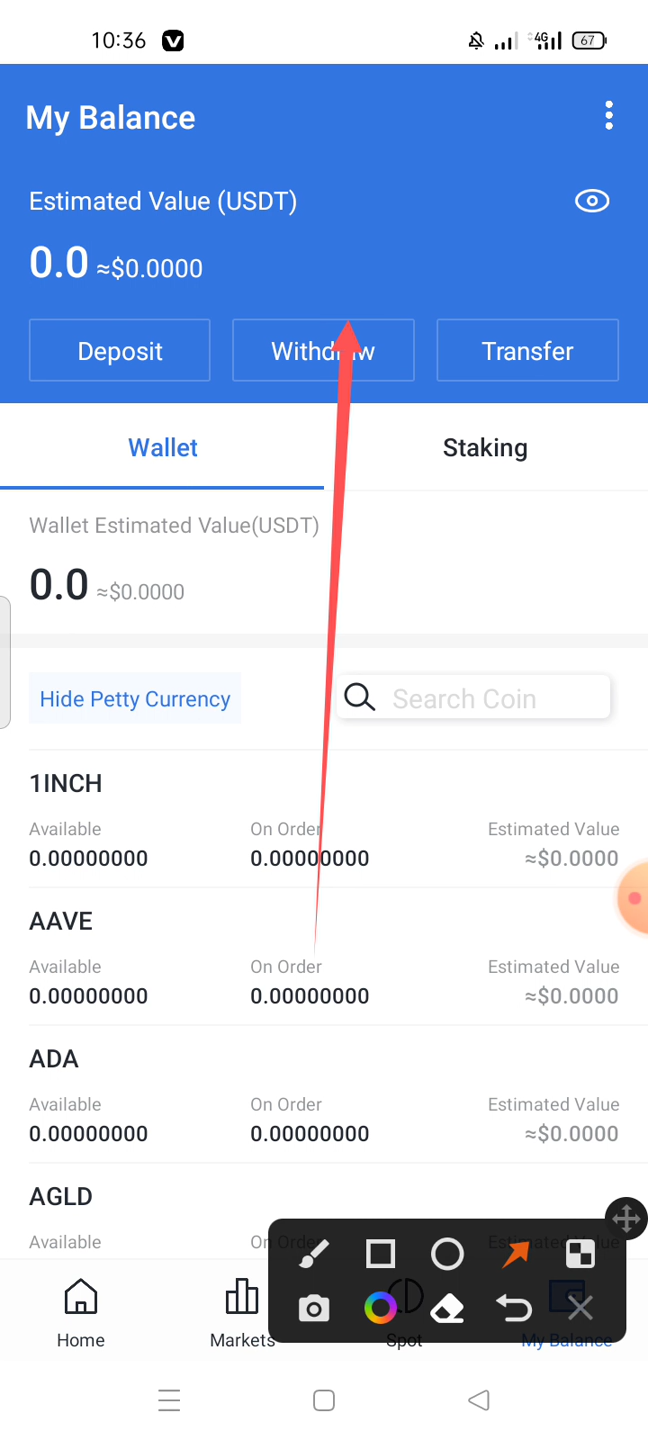 10:36
4G 67
My Balance
Estimated Value (USDT)
0.0 ≈$0.0000
Deposit Withdraw Transfer
Wallet Staking
Wallet Estimated Value(USDT)
0.0 ≈$0.0000
Hide Petty Currency Search Coin
1INCH
Available On Order Estimated Value
0.00000000 0.00000000 ≈$0.0000
AAVE
Available On Order Estimated Value
0.00000000 0.00000000 ≈$0.0000
ADA
Available On Order Estimated Value
0.00000000 0.00000000 ≈$0.0000
AGLD
Available On Order Estimated Value
Home Markets Spot My Balance